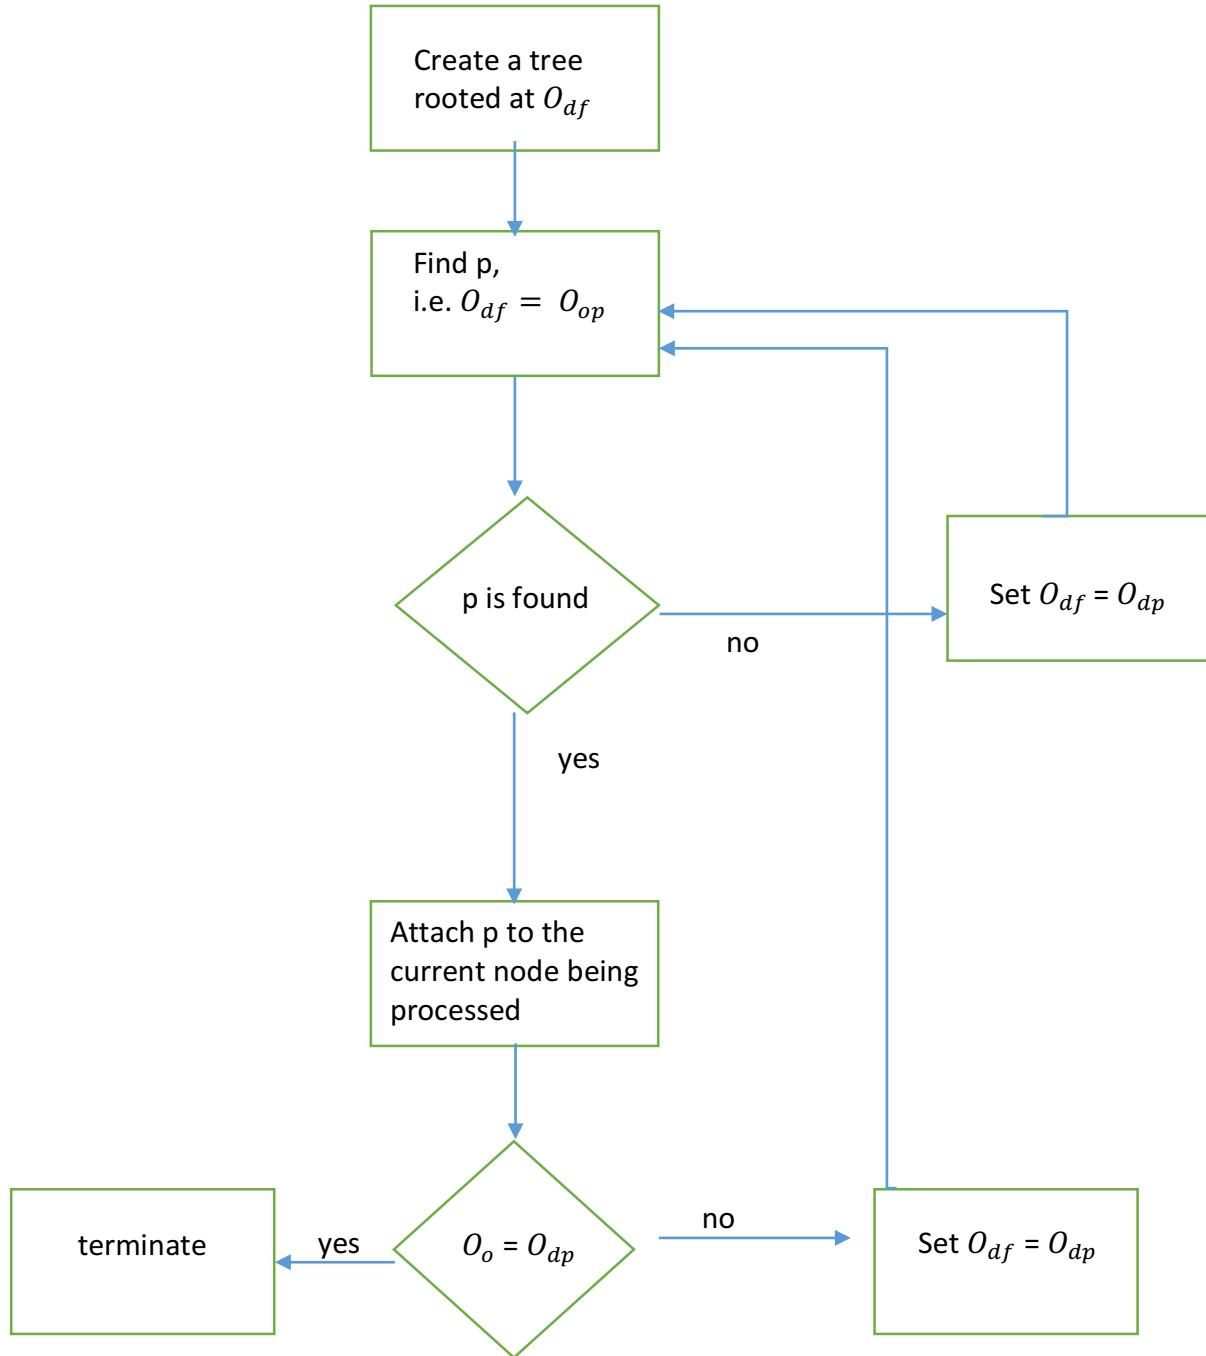 Create a tree
rooted at O_df
Find p,
i.e. O_df = O_op
p is found
no
Set O_df = O_dp
yes
Attach p to the
current node being
processed
terminate
yes
O_o = O_dp
no
Set O_df = O_dp